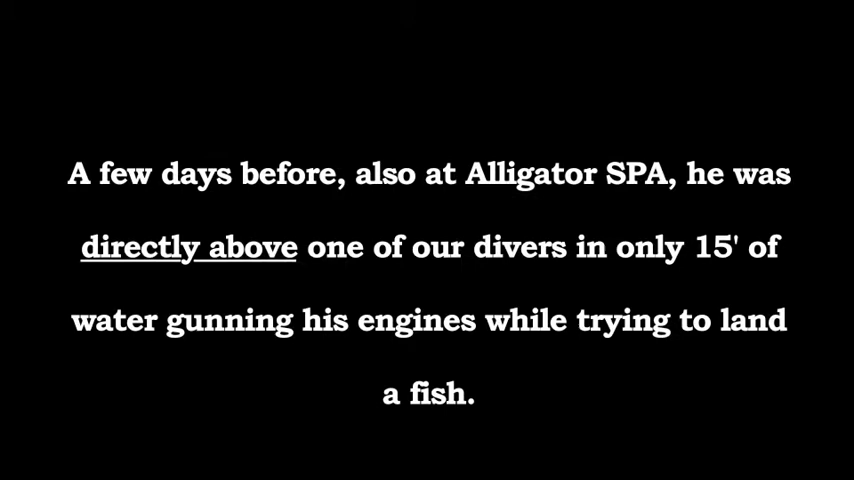 A few days before, also at Alligator SPA, he was
directly above one of our divers in only 15' of
water gunning his engines while trying to land
a fish.